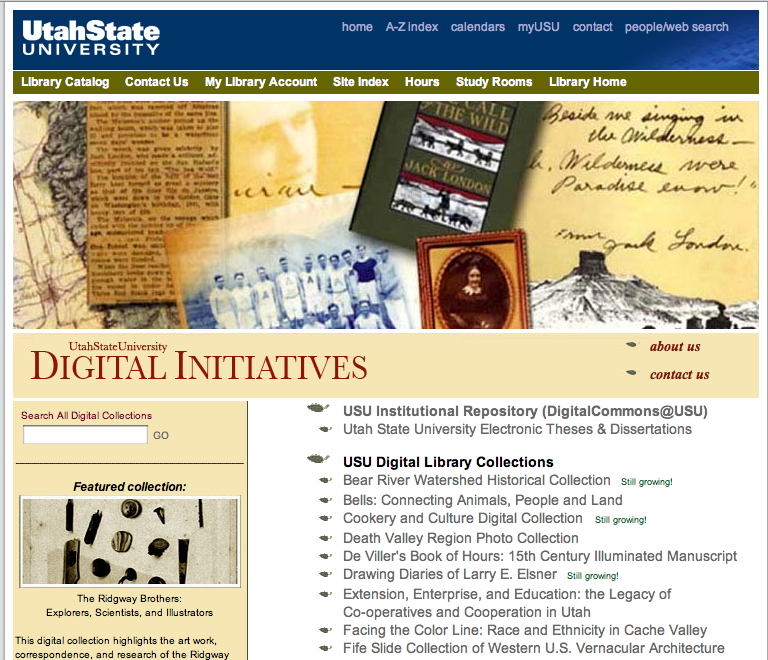 UtahState
UNIVERSITY
home A-Z index calendars myUSU contact people/web search
Library Catalog Contact Us My Library Account Site Index Hours Study Rooms Library Home
CALL
THE WILD
BY
JACK LONDON
Beside me singing in
the Wilderness—
Wilderness were
Paradise enow!"
from Jack London.
UtahStateUniversity
DIGITAL INITIATIVES
about us
contact us
Search All Digital Collections
GO
Featured collection:
The Ridgway Brothers:
Explorers, Scientists, and Illustrators
This digital collection highlights the art work,
correspondence, and research of the Ridgway
USU Institutional Repository (DigitalCommons@USU)
Utah State University Electronic Theses & Dissertations
USU Digital Library Collections
Bear River Watershed Historical Collection Still growing!
Bells: Connecting Animals, People and Land
Cookery and Culture Digital Collection Still growing!
Death Valley Region Photo Collection
De Viller's Book of Hours: 15th Century Illuminated Manuscript
Drawing Diaries of Larry E. Elsner Still growing!
Extension, Enterprise, and Education: the Legacy of
Co-operatives and Cooperation in Utah
Facing the Color Line: Race and Ethnicity in Cache Valley
Fife Slide Collection of Western U.S. Vernacular Architecture